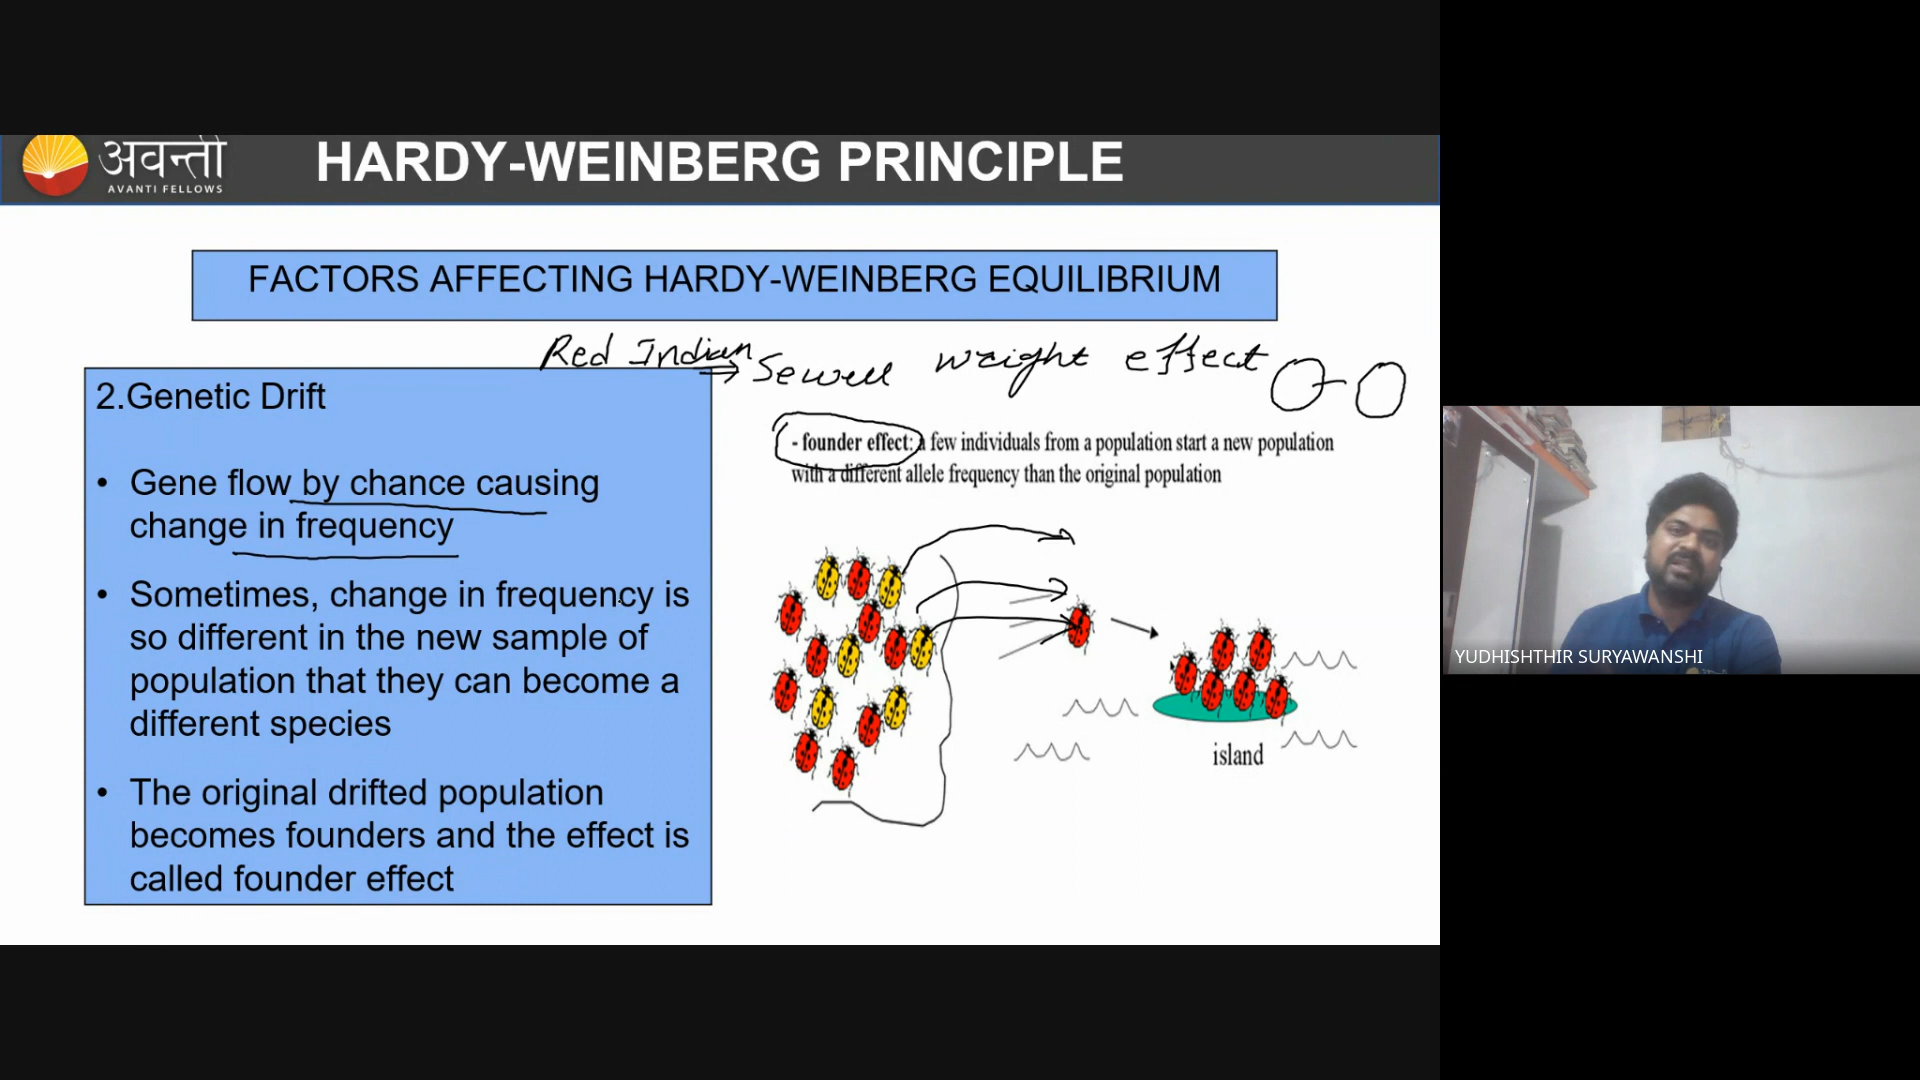 अवन्ती
AVANTI FELLOWS
HARDY-WEINBERG PRINCIPLE
FACTORS AFFECTING HARDY-WEINBERG EQUILIBRIUM
Red Indian Sewell wright effect
2.Genetic Drift
• Gene flow by chance causing
change in frequency
• Sometimes, change in frequency is
so different in the new sample of
population that they can become a
different species
• The original drifted population
becomes founders and the effect is
called founder effect
- founder effect: a few individuals from a population start a new population
with a different allele frequency than the original population
island
YUDHISHTHIR SURYAWANSHI